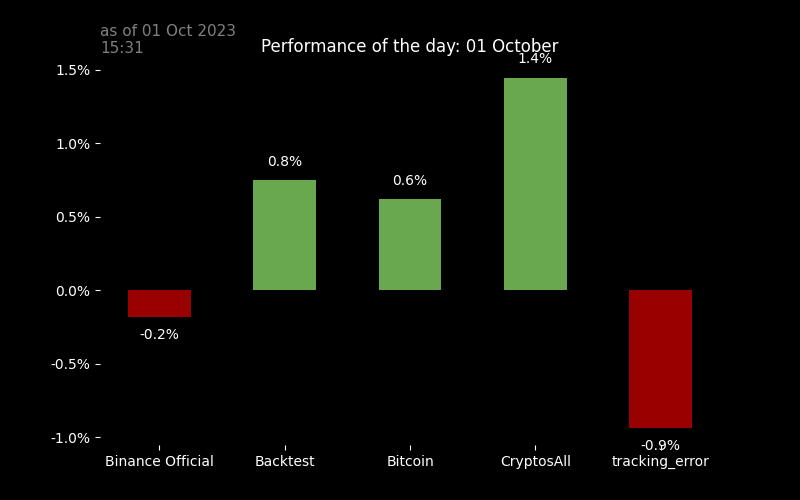 as of 01 Oct 2023
15:31
Performance of the day: 01 October
1.5%
1.0%
0.5%
0.0%
-0.5%
-1.0%
-0.2%
0.8%
0.6%
1.4%
-0.9%
Binance Official
Backtest
Bitcoin
CryptosAll
tracking_error